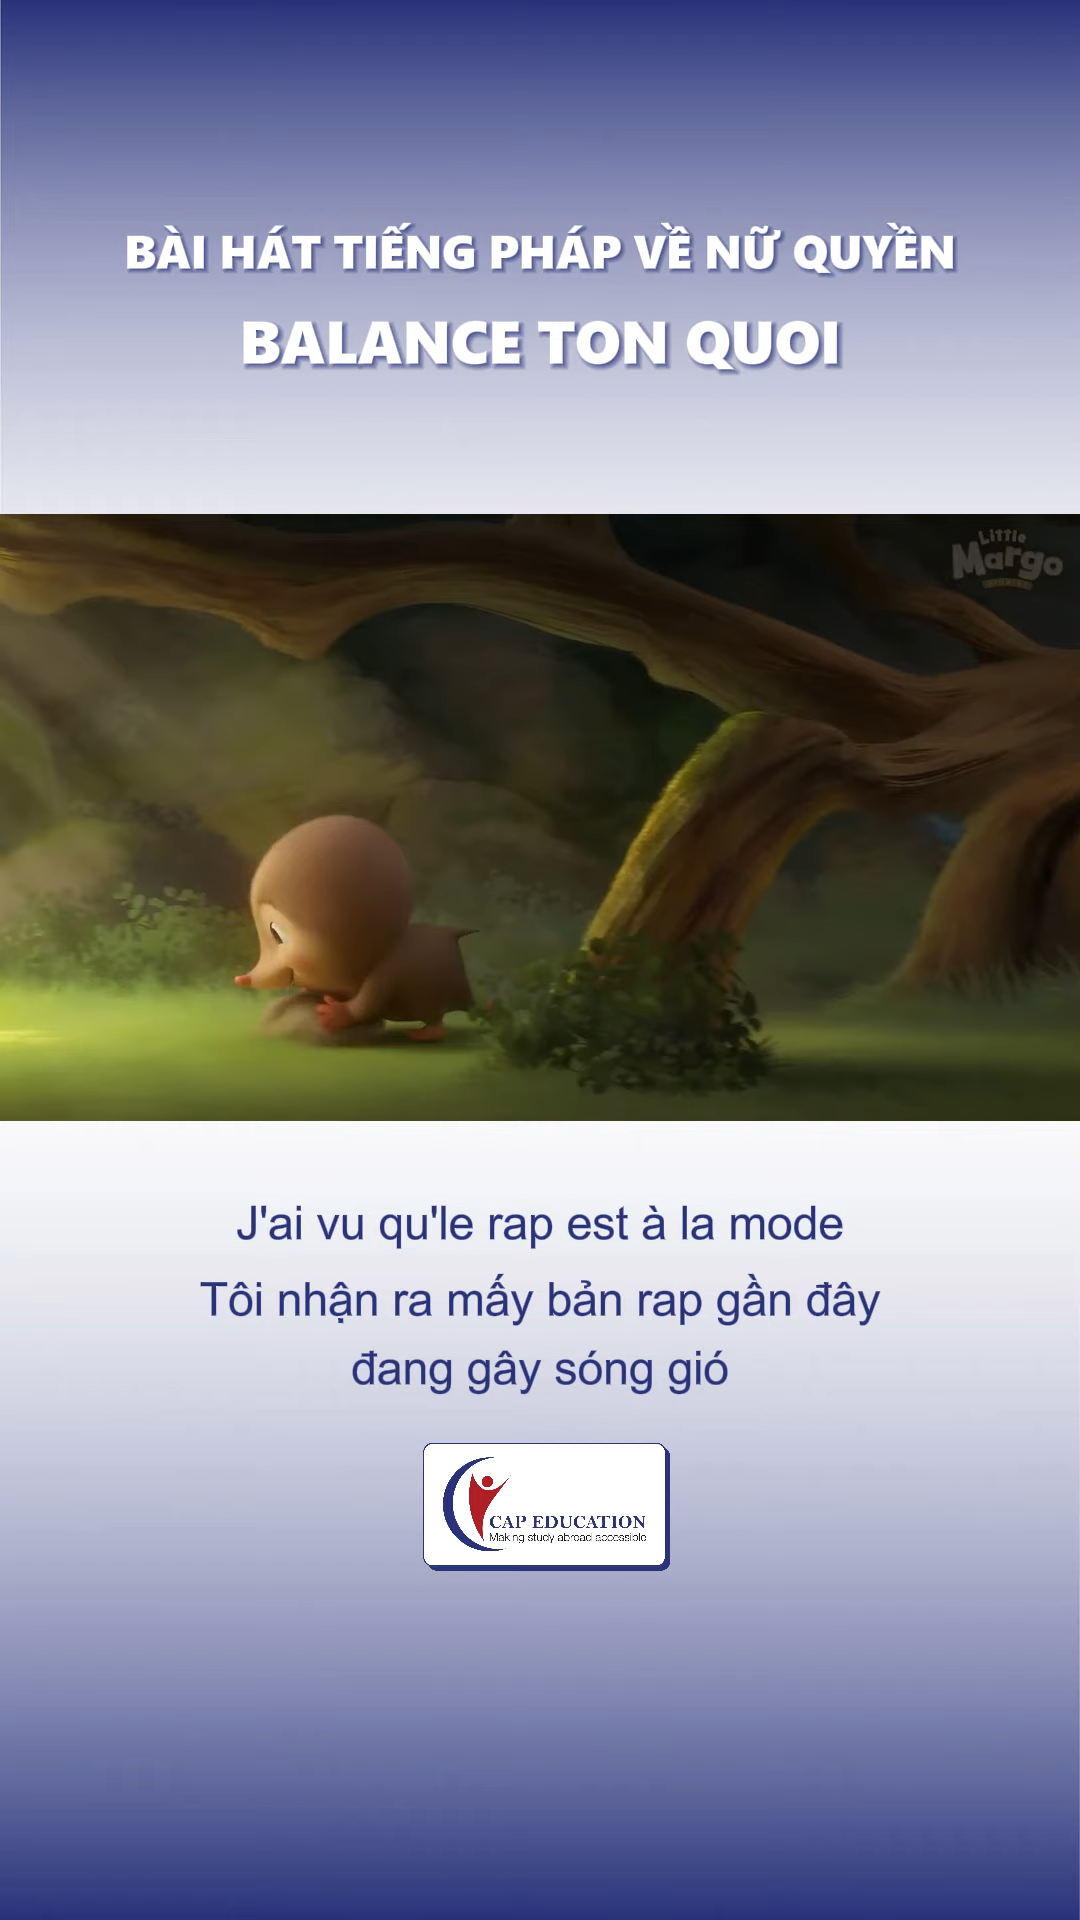 BÀI HÁT TIẾNG PHÁP VỀ NỮ QUYỀN
BALANCE TON QUOI
Little
Margo
J'ai vu qu'le rap est à la mode
Tôi nhận ra mấy bản rap gần đây
đang gây sóng gió
CAP EDUCATION
Making study abroad accessible